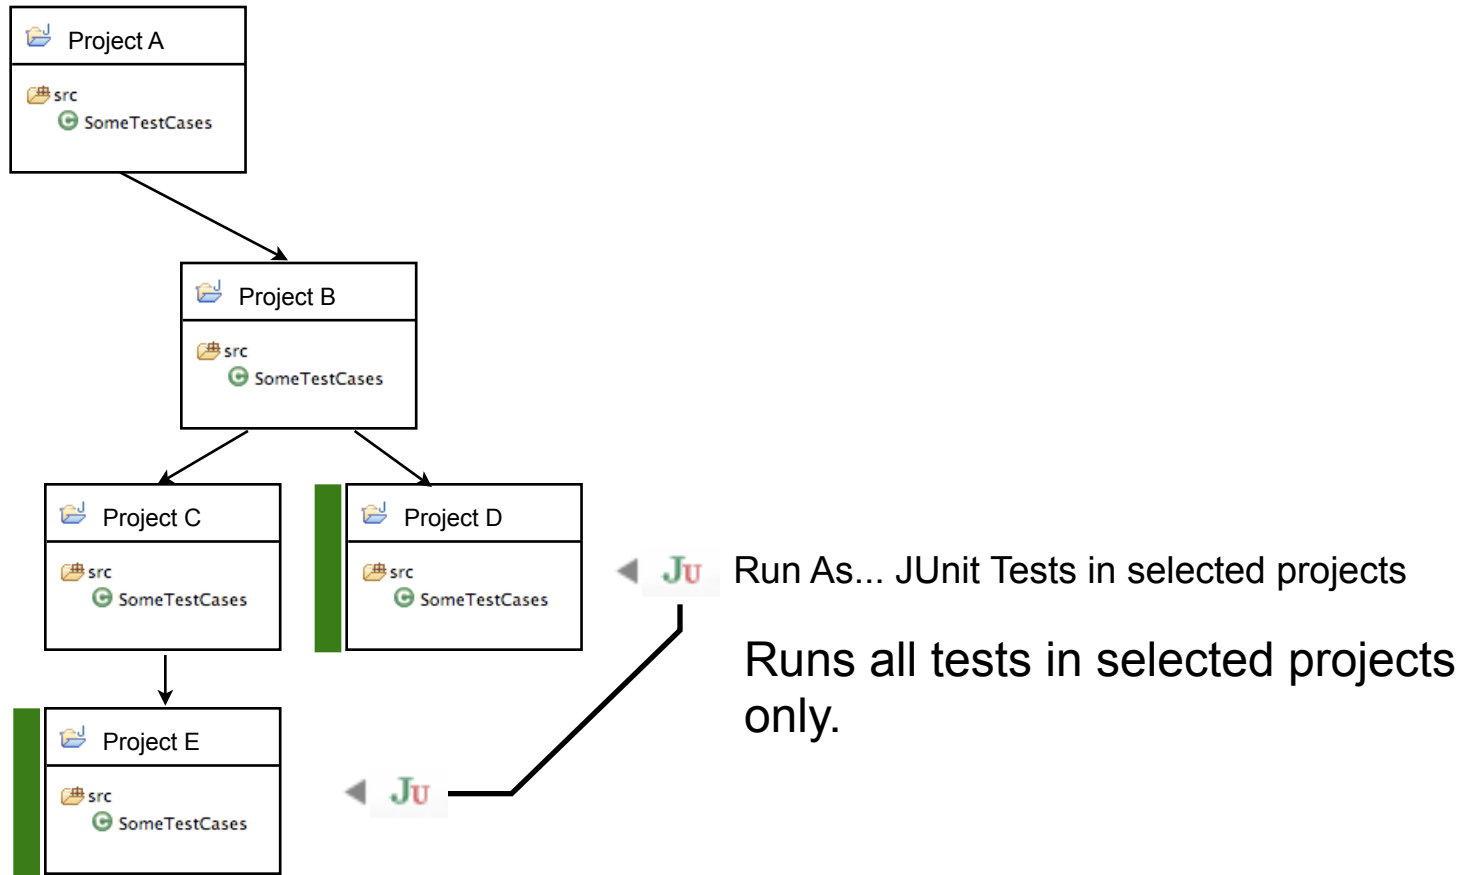 Project A
src
SomeTestCases
Project B
src
SomeTestCases
Project C
src
SomeTestCases
Project D
src
SomeTestCases
JU Run As... JUnit Tests in selected projects
Runs all tests in selected projects
only.
Project E
src
SomeTestCases
JU